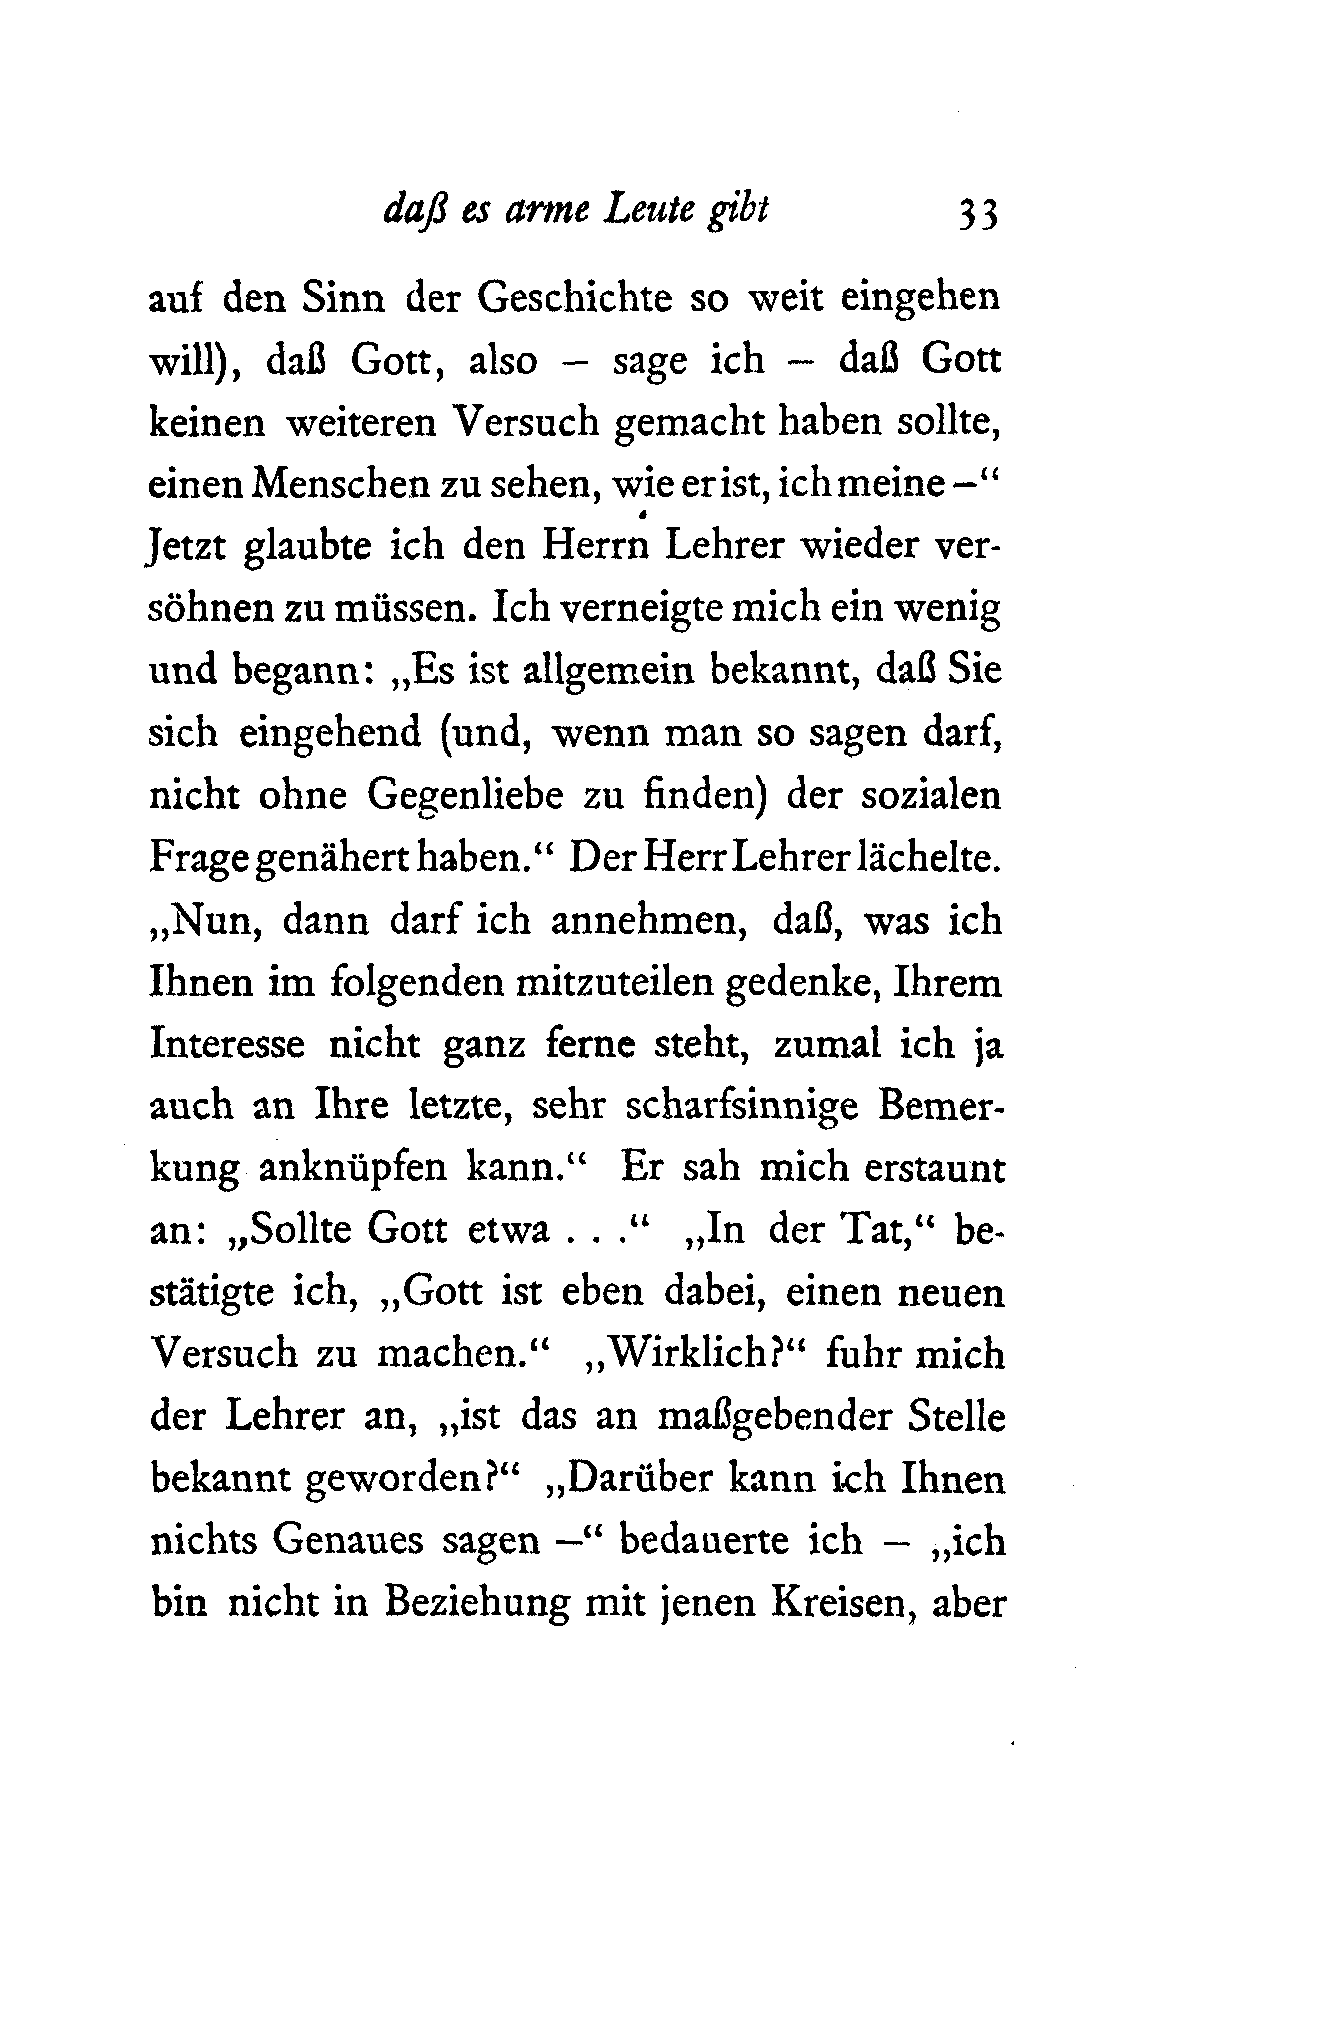 daß es arme Leute gibt 33
auf den Sinn der Geschichte so weit eingehen
will), daß Gott, also – sage ich – daß Gott
keinen weiteren Versuch gemacht haben sollte,
einen Menschen zu sehen, wie er ist, ich meine –“
Jetzt glaubte ich den Herrn Lehrer wieder ver-
söhnen zu müssen. Ich verneigte mich ein wenig
und begann: „Es ist allgemein bekannt, daß Sie
sich eingehend (und, wenn man so sagen darf,
nicht ohne Gegenliebe zu finden) der sozialen
Frage genähert haben.“ Der Herr Lehrer lächelte.
„Nun, dann darf ich annehmen, daß, was ich
Ihnen im folgenden mitzuteilen gedenke, Ihrem
Interesse nicht ganz ferne steht, zumal ich ja
auch an Ihre letzte, sehr scharfsinnige Bemer-
kung anknüpfen kann.“ Er sah mich erstaunt
an: „Sollte Gott etwa . . .“ „In der Tat,“ be-
stätigte ich, „Gott ist eben dabei, einen neuen
Versuch zu machen.“ „Wirklich?“ fuhr mich
der Lehrer an, „ist das an maßgebender Stelle
bekannt geworden?“ „Darüber kann ich Ihnen
nichts Genaues sagen –“ bedauerte ich – „ich
bin nicht in Beziehung mit jenen Kreisen, aber